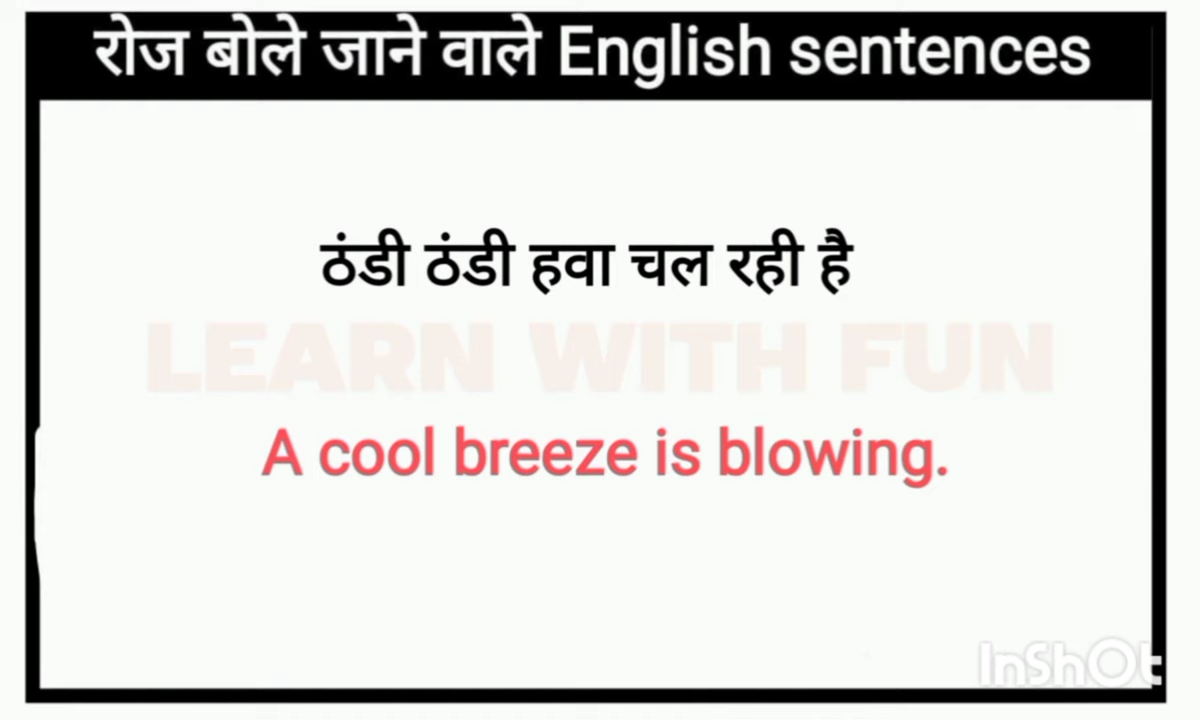 रोज बोले जाने वाले English sentences
ठंडी ठंडी हवा चल रही है
LEARN WITH FUN
A cool breeze is blowing.
InShOt